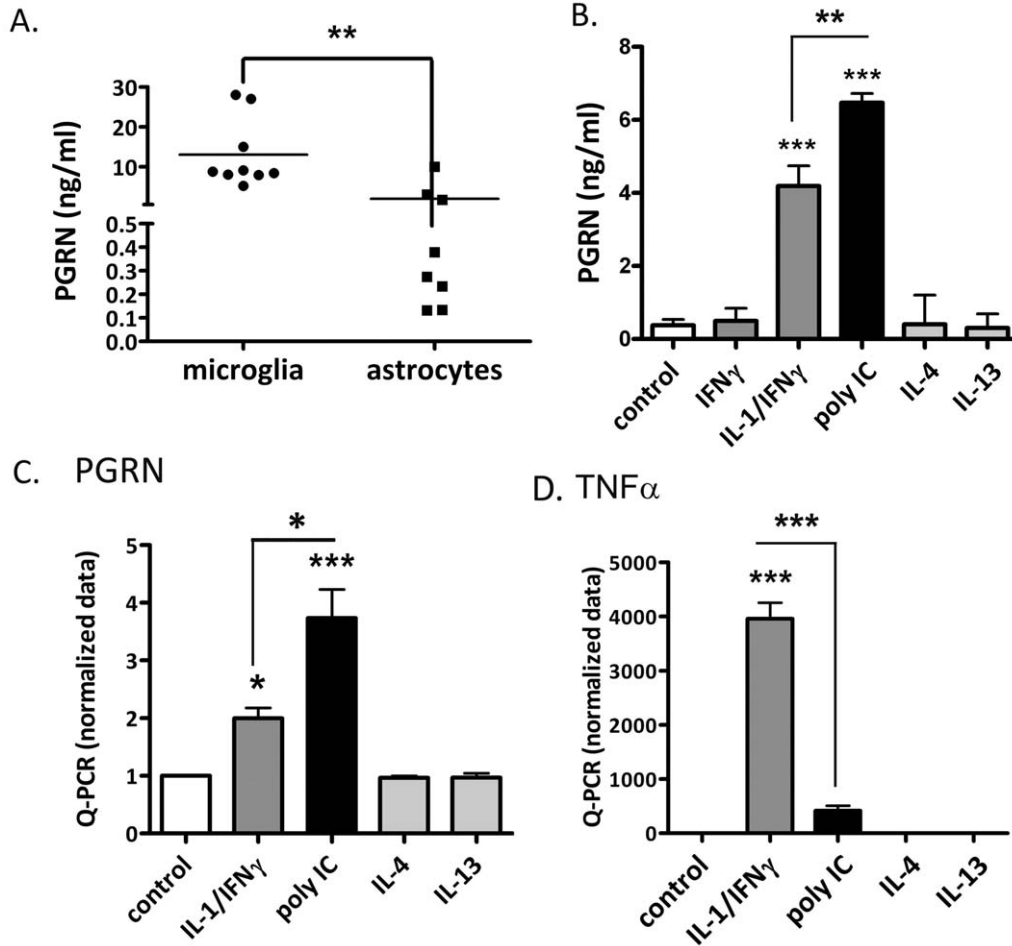 A.
**
PGRN (ng/ml)
30
20
10
0.5
0.4
0.3
0.2
0.1
0.0
microglia
astrocytes
B.
**
***
***
PGRN (ng/ml)
8
6
4
2
0
control
IFNγ
IL-1/IFNγ
poly IC
IL-4
IL-13
C. PGRN
*
***
*
Q-PCR (normalized data)
5
4
3
2
1
0
control
IL-1/IFNγ
poly IC
IL-4
IL-13
D. TNFα
***
***
Q-PCR (normalized data)
5000
4000
3000
2000
1000
0
control
IL-1/IFNγ
poly IC
IL-4
IL-13